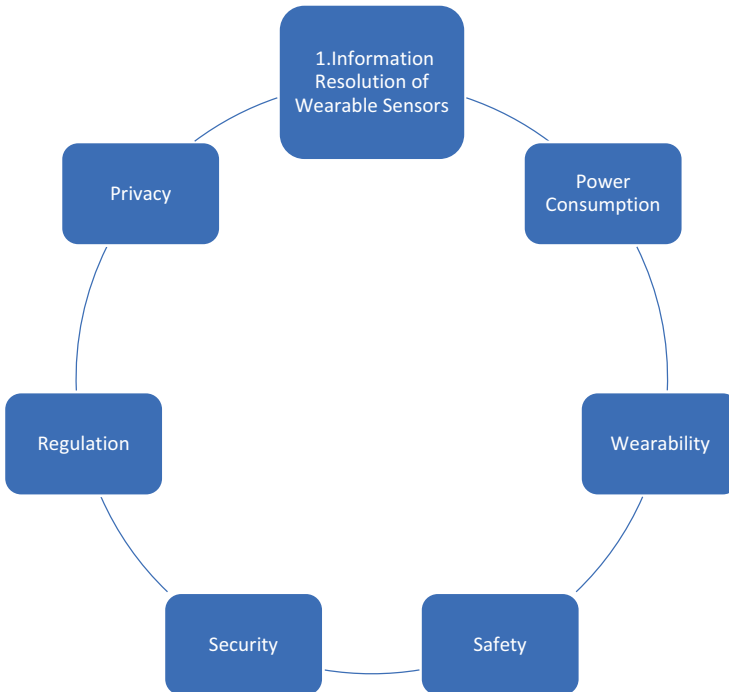 1.Information
Resolution of
Wearable Sensors
Power
Consumption
Wearability
Safety
Security
Regulation
Privacy